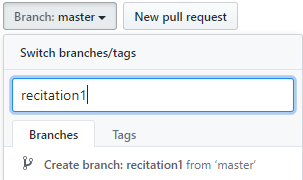 Branch: master New pull request
Switch branches/tags
recitation1
Branches Tags
Create branch: recitation1 from 'master'